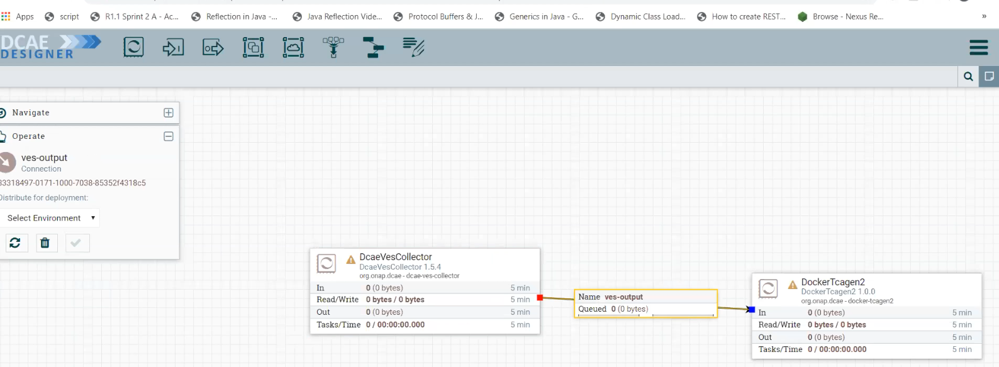 Apps script R1.1 Sprint 2 A - Ac... Reflection in Java -... Java Reflection Vide... Protocol Buffers & J... Generics in Java - G... Dynamic Class Load... How to create REST... Browse - Nexus Re... »
DCAE
DESIGNER
Navigate
Operate
ves-output
Connection
33318497-0171-1000-7038-85352f4318c5
Distribute for deployment:
Select Environment
DcaeVesCollector
DcaeVesCollector 1.5.4
org.onap.dcae - dcae-ves-collector
In 0 (0 bytes) 5 min
Read/Write 0 bytes / 0 bytes 5 min
Out 0 (0 bytes) 5 min
Tasks/Time 0 / 00:00:00.000 5 min
Name ves-output
Queued 0 (0 bytes)
DockerTcagen2
DockerTcagen2 1.0.0
org.onap.dcae - docker-tcagen2
In 0 (0 bytes) 5 min
Read/Write 0 bytes / 0 bytes 5 min
Out 0 (0 bytes) 5 min
Tasks/Time 0 / 00:00:00.000 5 min